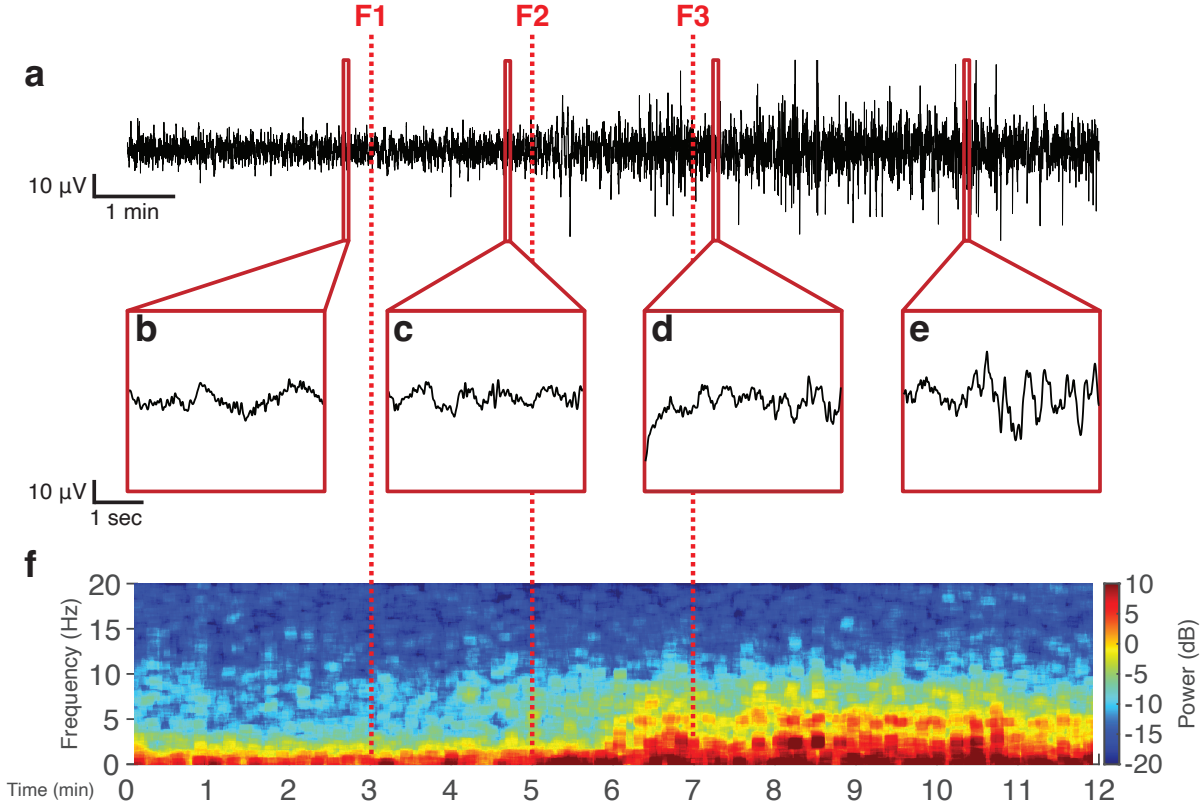 F1 F2 F3
a
10 µV
1 min
b c d e
10 µV
1 sec
f
Frequency (Hz)
20
15
10
5
0
10
5
0
-5
-10
-15
-20
Power (dB)
Time (min) 0 1 2 3 4 5 6 7 8 9 10 11 12